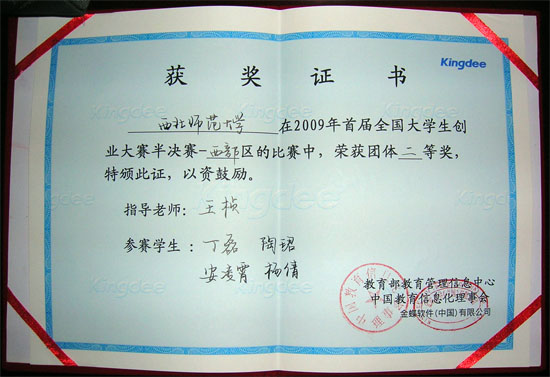 Kingdee
获奖证书
西北师范大学在2009年首届全国大学生创
业大赛半决赛-西部区的比赛中，荣获团体二等奖，
特颁此证，以资鼓励。
指导老师：王桢
参赛学生：丁磊 陶珺
安凌霄 杨倩
教育部教育管理信息中心
中国教育信息化理事会
金蝶软件(中国)有限公司